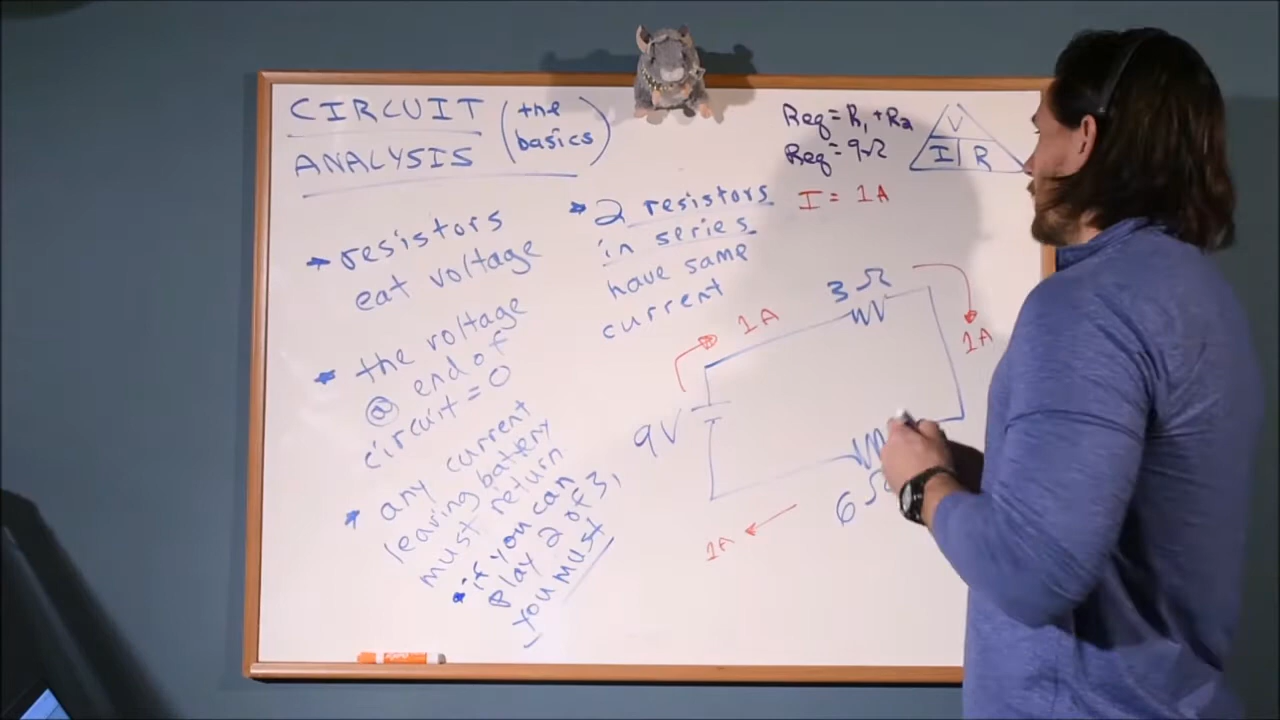 CIRCUIT (the
ANALYSIS basics)
resistors
eat voltage
the voltage
@ end of
circuit = 0
any current
leaving battery
must return
if you can
play 2 of 3,
you must
2 resistors
in series
have same
current
Req = R1 + R2
Req = 9Ω
I = 1A
V
I R
3 Ω
1A
1A
9V
6 Ω
1A